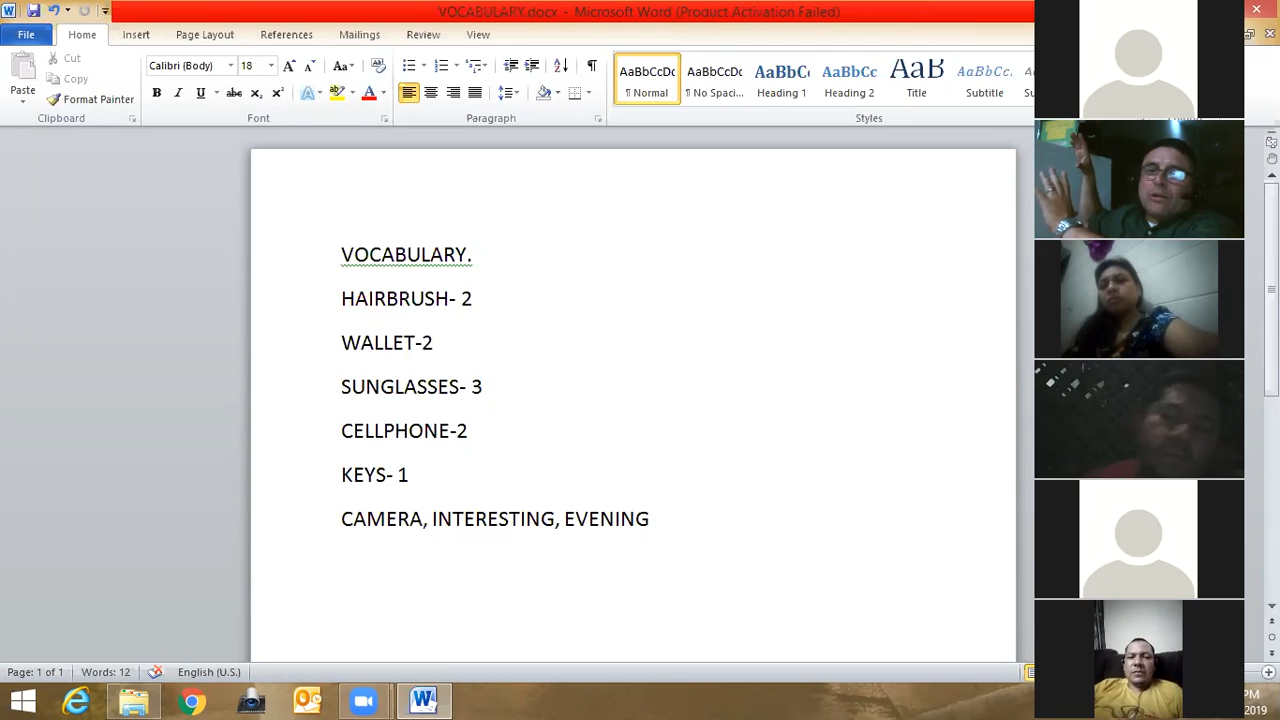 VOCABULARY.docx - Microsoft Word (Product Activation Failed)
File Home Insert Page Layout References Mailings Review View
Paste
Cut
Copy
Format Painter
Clipboard
Calibri (Body) 18
Font
Paragraph
AaBbCcDc AaBbCcDc AaBbCc AaBbCc AaB AaBbCc.
¶ Normal ¶ No Spaci... Heading 1 Heading 2 Title Subtitle
Styles
VOCABULARY.
HAIRBRUSH- 2
WALLET-2
SUNGLASSES- 3
CELLPHONE-2
KEYS- 1
CAMERA, INTERESTING, EVENING
Page: 1 of 1 Words: 12 English (U.S.)
PM
2019